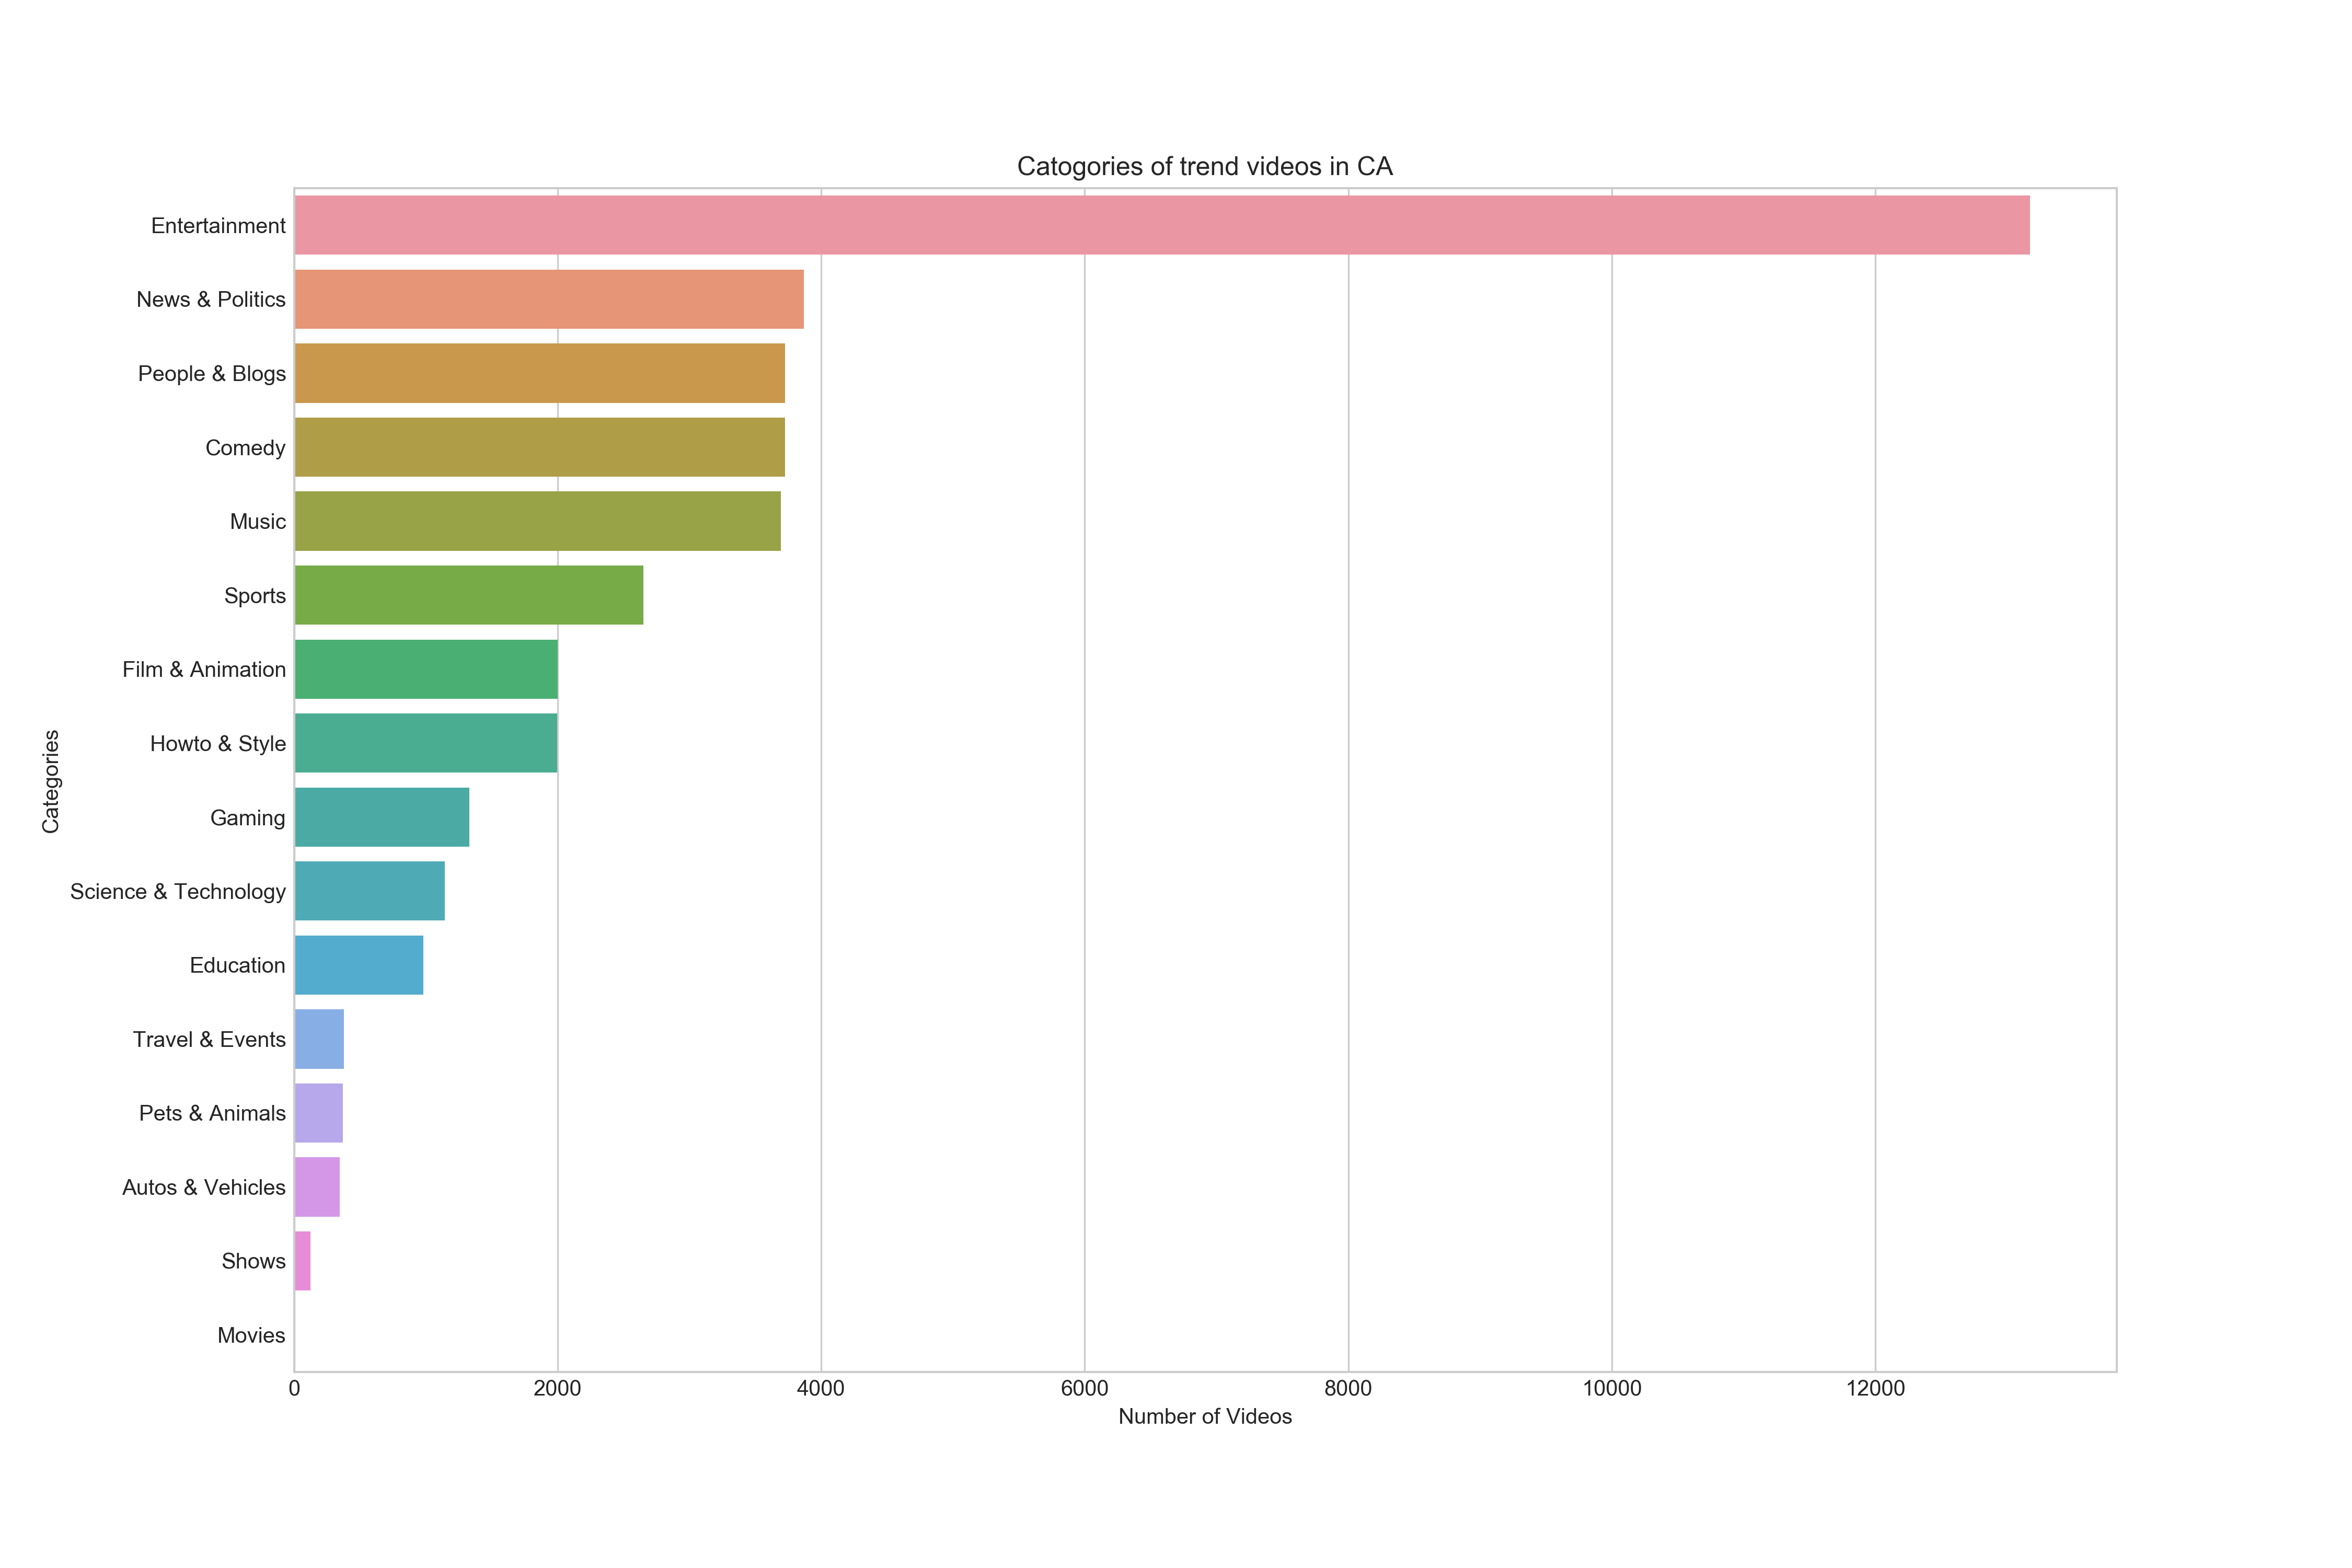 Catogories of trend videos in CA
Entertainment
News & Politics
People & Blogs
Comedy
Music
Sports
Film & Animation
Howto & Style
Gaming
Science & Technology
Education
Travel & Events
Pets & Animals
Autos & Vehicles
Shows
Movies
Categories
0 2000 4000 6000 8000 10000 12000
Number of Videos